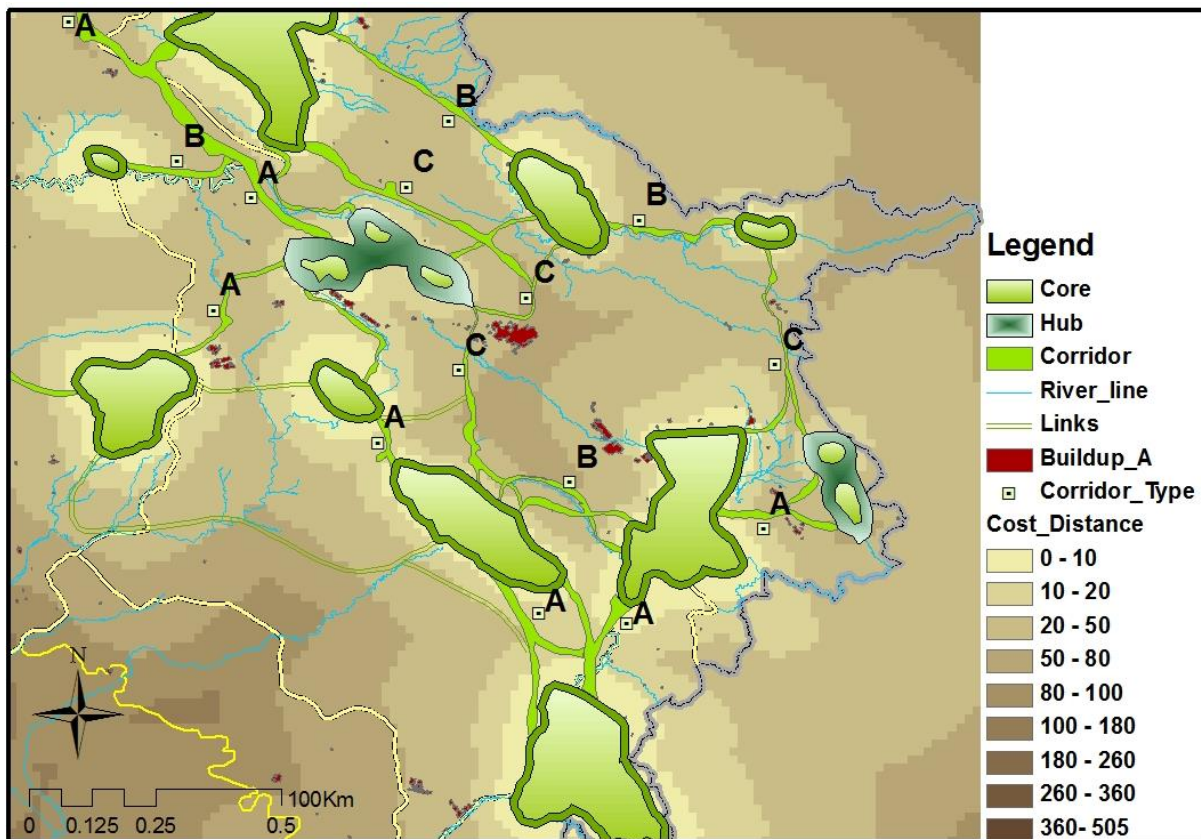 A
B
B
C
A
B
A
C
C
C
A
B
A
A
A
N
100Km
0 0.125 0.25 0.5
Legend
Core
Hub
Corridor
River_line
Links
Buildup_A
Corridor_Type
Cost_Distance
0 - 10
10 - 20
20 - 50
50 - 80
80 - 100
100 - 180
180 - 260
260 - 360
360- 505